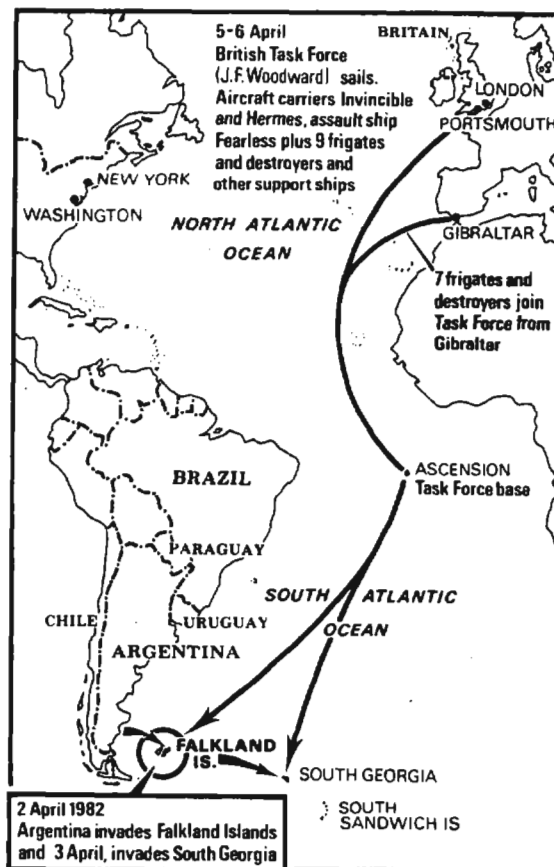 5-6 April
British Task Force
(J.F. Woodward) sails.
Aircraft carriers Invincible
and Hermes, assault ship
Fearless plus 9 frigates
and destroyers and
other support ships
BRITAIN
LONDON
PORTSMOUTH
NEW YORK
WASHINGTON
NORTH ATLANTIC
OCEAN
GIBRALTAR
7 frigates and
destroyers join
Task Force from
Gibraltar
ASCENSION
Task Force base
BRAZIL
PARAGUAY
SOUTH ATLANTIC
OCEAN
CHILE
URUGUAY
ARGENTINA
FALKLAND
IS.
SOUTH GEORGIA
SOUTH
SANDWICH IS
2 April 1982
Argentina invades Falkland Islands
and 3 April, invades South Georgia